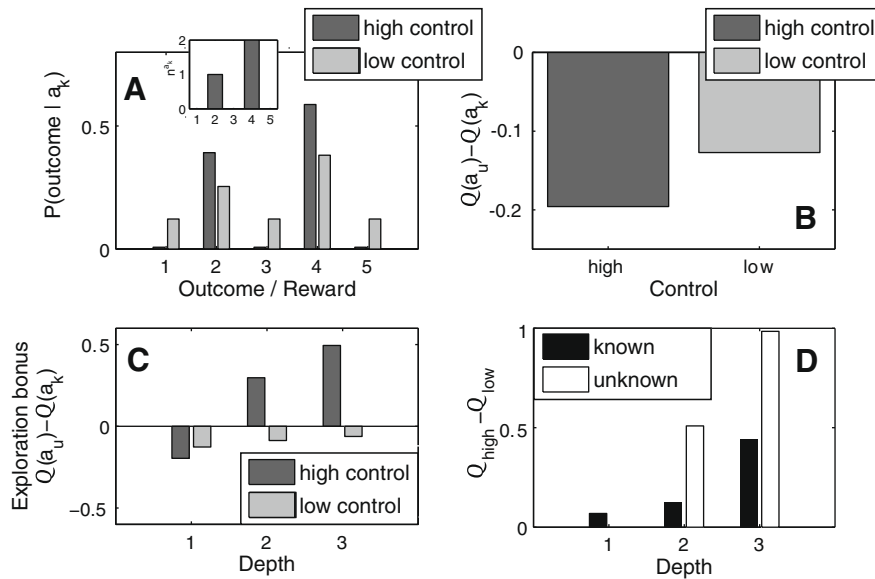 high control
low control
A
2
1
0
n^{a_k}
1 2 3 4 5
0.5
0
P(outcome | a_k)
1 2 3 4 5
Outcome / Reward
high control
low control
B
0
-0.1
-0.2
Q(a_u)−Q(a_k)
high low
Control
C
0.5
0
−0.5
Exploration bonus
Q(a_u)−Q(a_k)
high control
low control
1 2 3
Depth
known
unknown
D
1
0.5
0
Q_high−Q_low
1 2 3
Depth